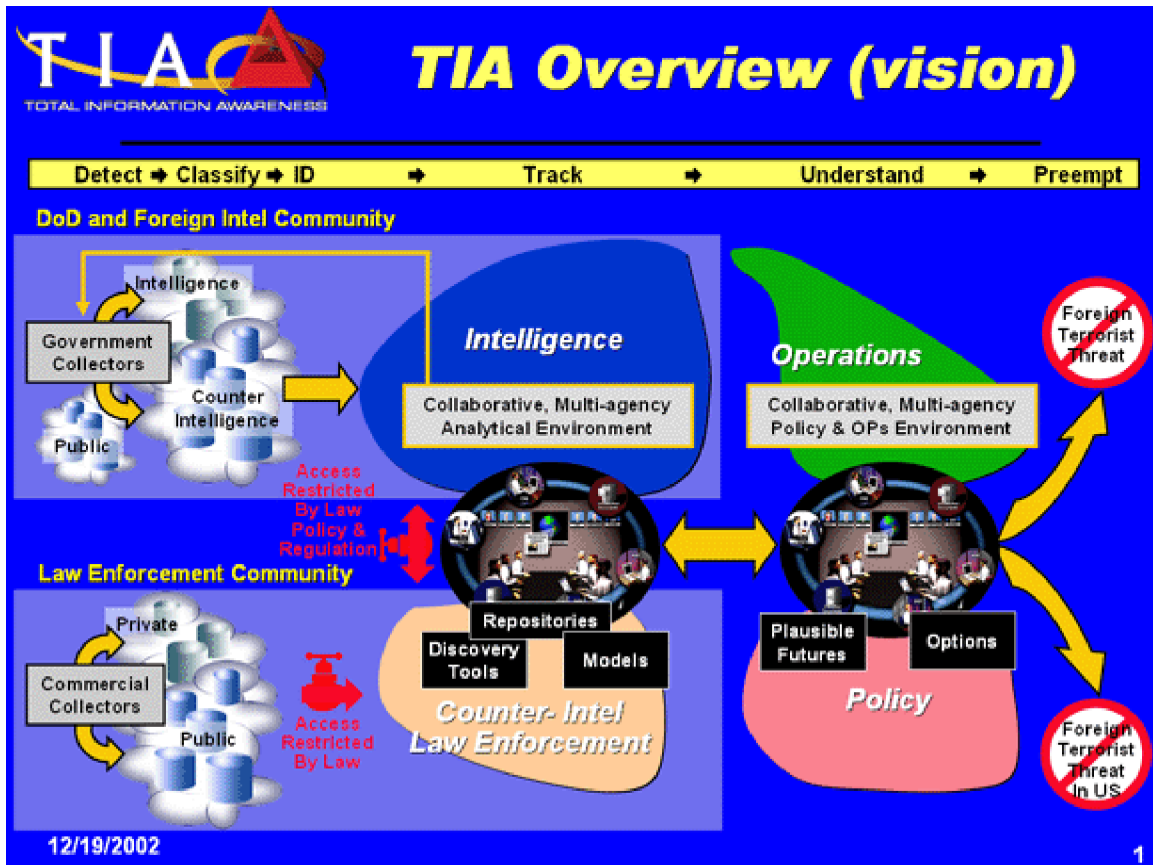 TIA
TOTAL INFORMATION AWARENESS
TIA Overview (vision)
Detect → Classify → ID → Track → Understand → Preempt
DoD and Foreign Intel Community
Intelligence
Government
Collectors
Counter
Intelligence
Public
Intelligence
Collaborative, Multi-agency
Analytical Environment
Operations
Collaborative, Multi-agency
Policy & OPs Environment
Foreign
Terrorist
Threat
Access
Restricted
By Law
Policy &
Regulation
Law Enforcement Community
Private
Commercial
Collectors
Public
Access
Restricted
By Law
Repositories
Discovery
Tools
Models
Counter- Intel
Law Enforcement
Plausible
Futures
Options
Policy
Foreign
Terrorist
Threat
In US
12/19/2002
1